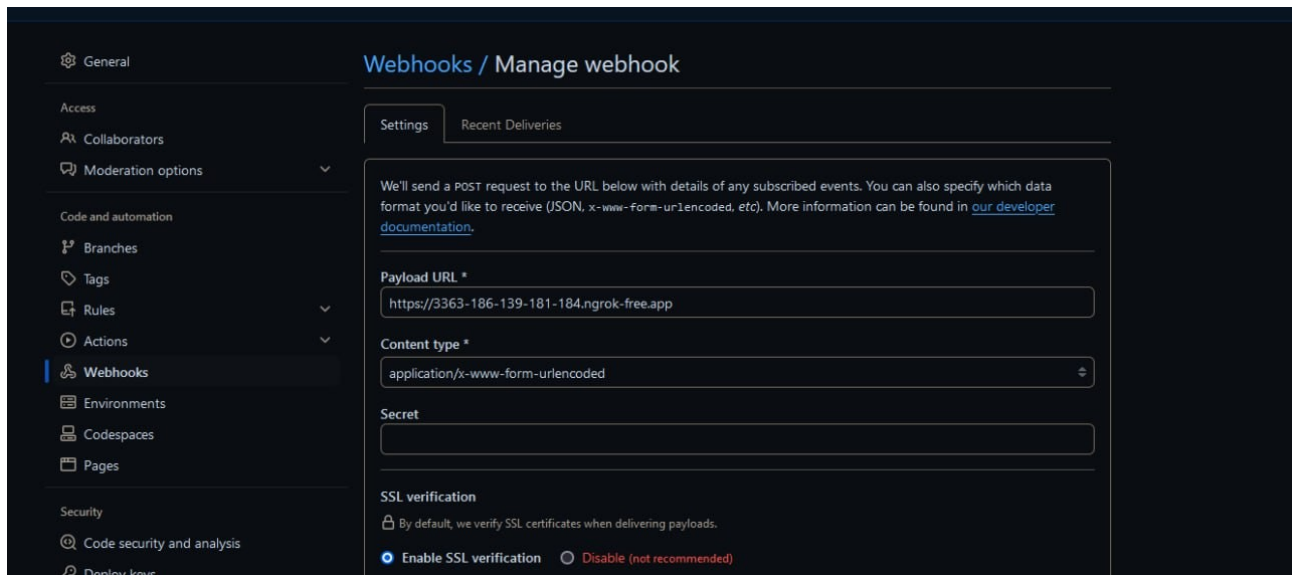 General
Access
Collaborators
Moderation options
Code and automation
Branches
Tags
Rules
Actions
Webhooks
Environments
Codespaces
Pages
Security
Code security and analysis
Deploy keys
Webhooks / Manage webhook
Settings Recent Deliveries
We'll send a POST request to the URL below with details of any subscribed events. You can also specify which data
format you'd like to receive (JSON, x-www-form-urlencoded, etc). More information can be found in our developer
documentation.
Payload URL *
https://3363-186-139-181-184.ngrok-free.app
Content type *
application/x-www-form-urlencoded
Secret
SSL verification
By default, we verify SSL certificates when delivering payloads.
Enable SSL verification Disable (not recommended)